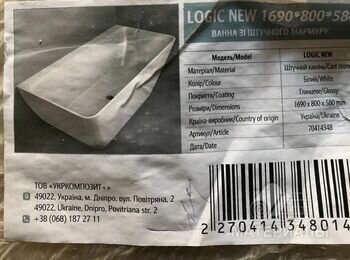 LOGIC NEW 1690*800*580
ВАННА ЗІ ШТУЧНОГО МАРМУРУ
Модель/Model LOGIC NEW
Матеріал/Material Штучний камінь/Cast stone
Колір/Colour Білий/White
Покриття/Coating Глянцеве/Glossy
Розміри/Dimensions 1690 x 800 x 580 mm
Країна-виробник/Country of origin Україна/Ukraine
Артикул/Article 70414348
Дата/Date
ТОВ «УКРКОМПОЗИТ+»
49022, Україна, м. Дніпро, вул. Повітряна, 2
49022, Ukraine, Dnipro, Povitriana str. 2
+38 (068) 187 27 11
2 270414 348014
МАТЕРИАЛЫ